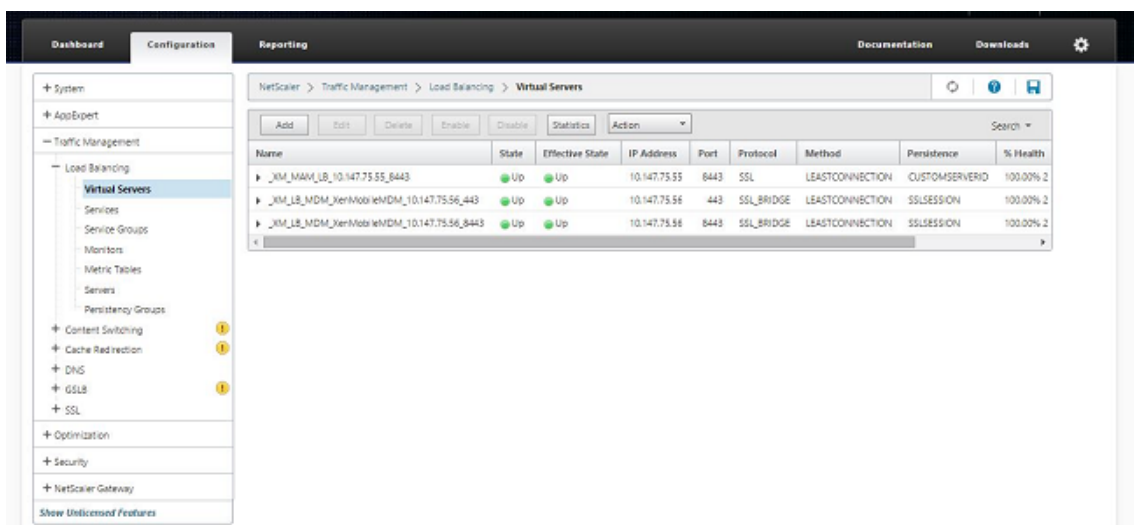 Dashboard Configuration Reporting Documentation Downloads
+ System
NetScaler > Traffic Management > Load Balancing > Virtual Servers
+ AppExpert
Add Edit Delete Enable Disable Statistics Action Search
− Traffic Management
Name State Effective State IP Address Port Protocol Method Persistence % Health
− Load Balancing
_XM_MAM_LB_10.147.75.55_8443 Up Up 10.147.75.55 8443 SSL LEASTCONNECTION CUSTOMSERVERID 100.00% 2
Virtual Servers
_XM_LB_MDM_XenMobileMDM_10.147.75.56_443 Up Up 10.147.75.56 443 SSL_BRIDGE LEASTCONNECTION SSLSESSION 100.00% 2
Services
_XM_LB_MDM_XenMobileMDM_10.147.75.56_8443 Up Up 10.147.75.56 8443 SSL_BRIDGE LEASTCONNECTION SSLSESSION 100.00% 2
Service Groups
Monitors
Metric Tables
Servers
Persistency Groups
+ Content Switching
+ Cache Redirection
+ DNS
+ GSLB
+ SSL
+ Optimization
+ Security
+ NetScaler Gateway
Show Unlicensed Features